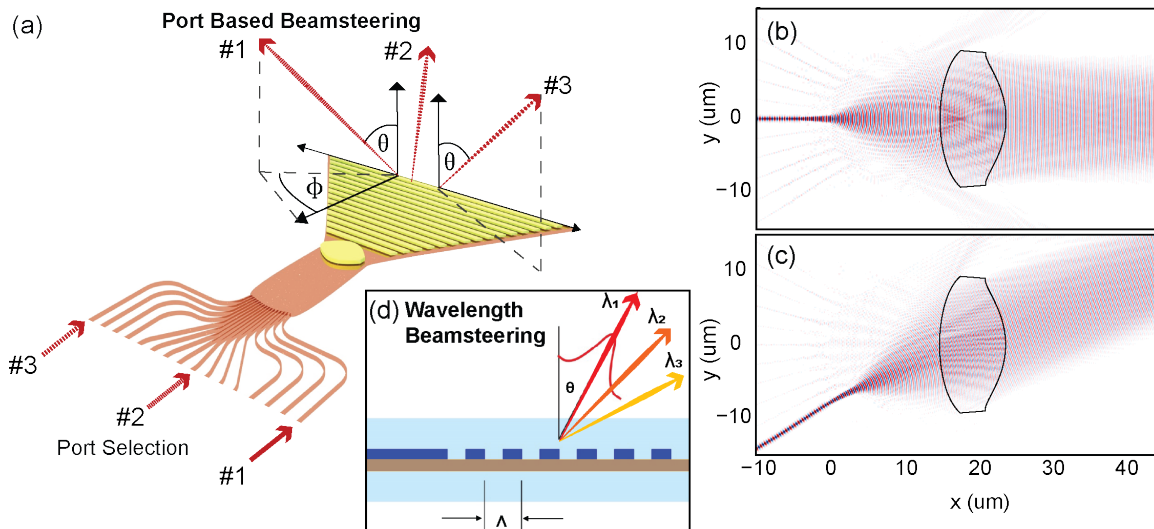 (a)
Port Based Beamsteering
#1
#2
#3
θ
θ
ϕ
#3
#2
Port Selection
#1
(d)
Wavelength
Beamsteering
λ₁
λ₂
λ₃
θ
Λ
(b)
10
0
−10
y (um)
(c)
10
0
−10
y (um)
−10 0 10 20 30 40
x (um)